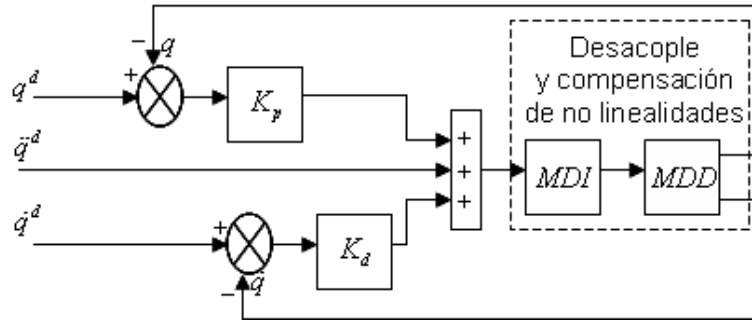 − q
Desacople
y compensación
de no linealidades
q^d +
K_p
+
q̈^d
+
MDI
MDD
+
q̇^d +
K_d
− q̇